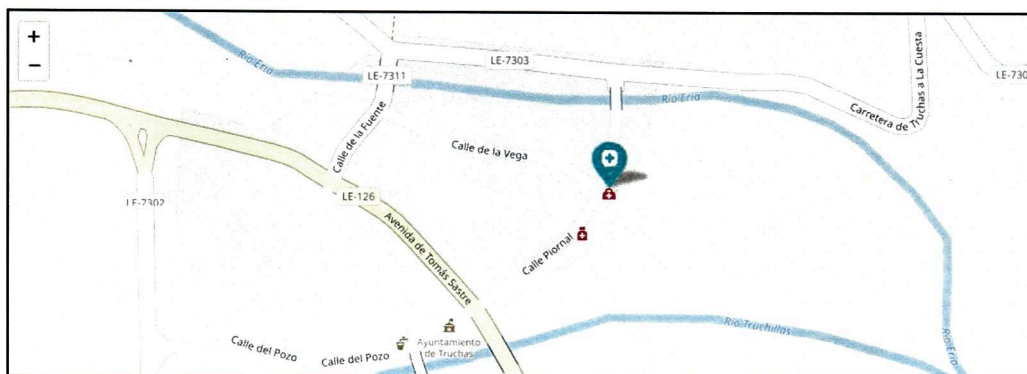 +
−
Río Eria
LE-7311
LE-7303
LE-730
Río Eria
Carretera de Truchas a La Cuesta
Calle de la Fuente
Calle de la Vega
LE-7302
LE-126
Avenida de Tomás Sastre
Calle Piornal
Calle del Pozo
Calle del Pozo
Ayuntamiento
de Truchas
Río Truchillas
Río Eria